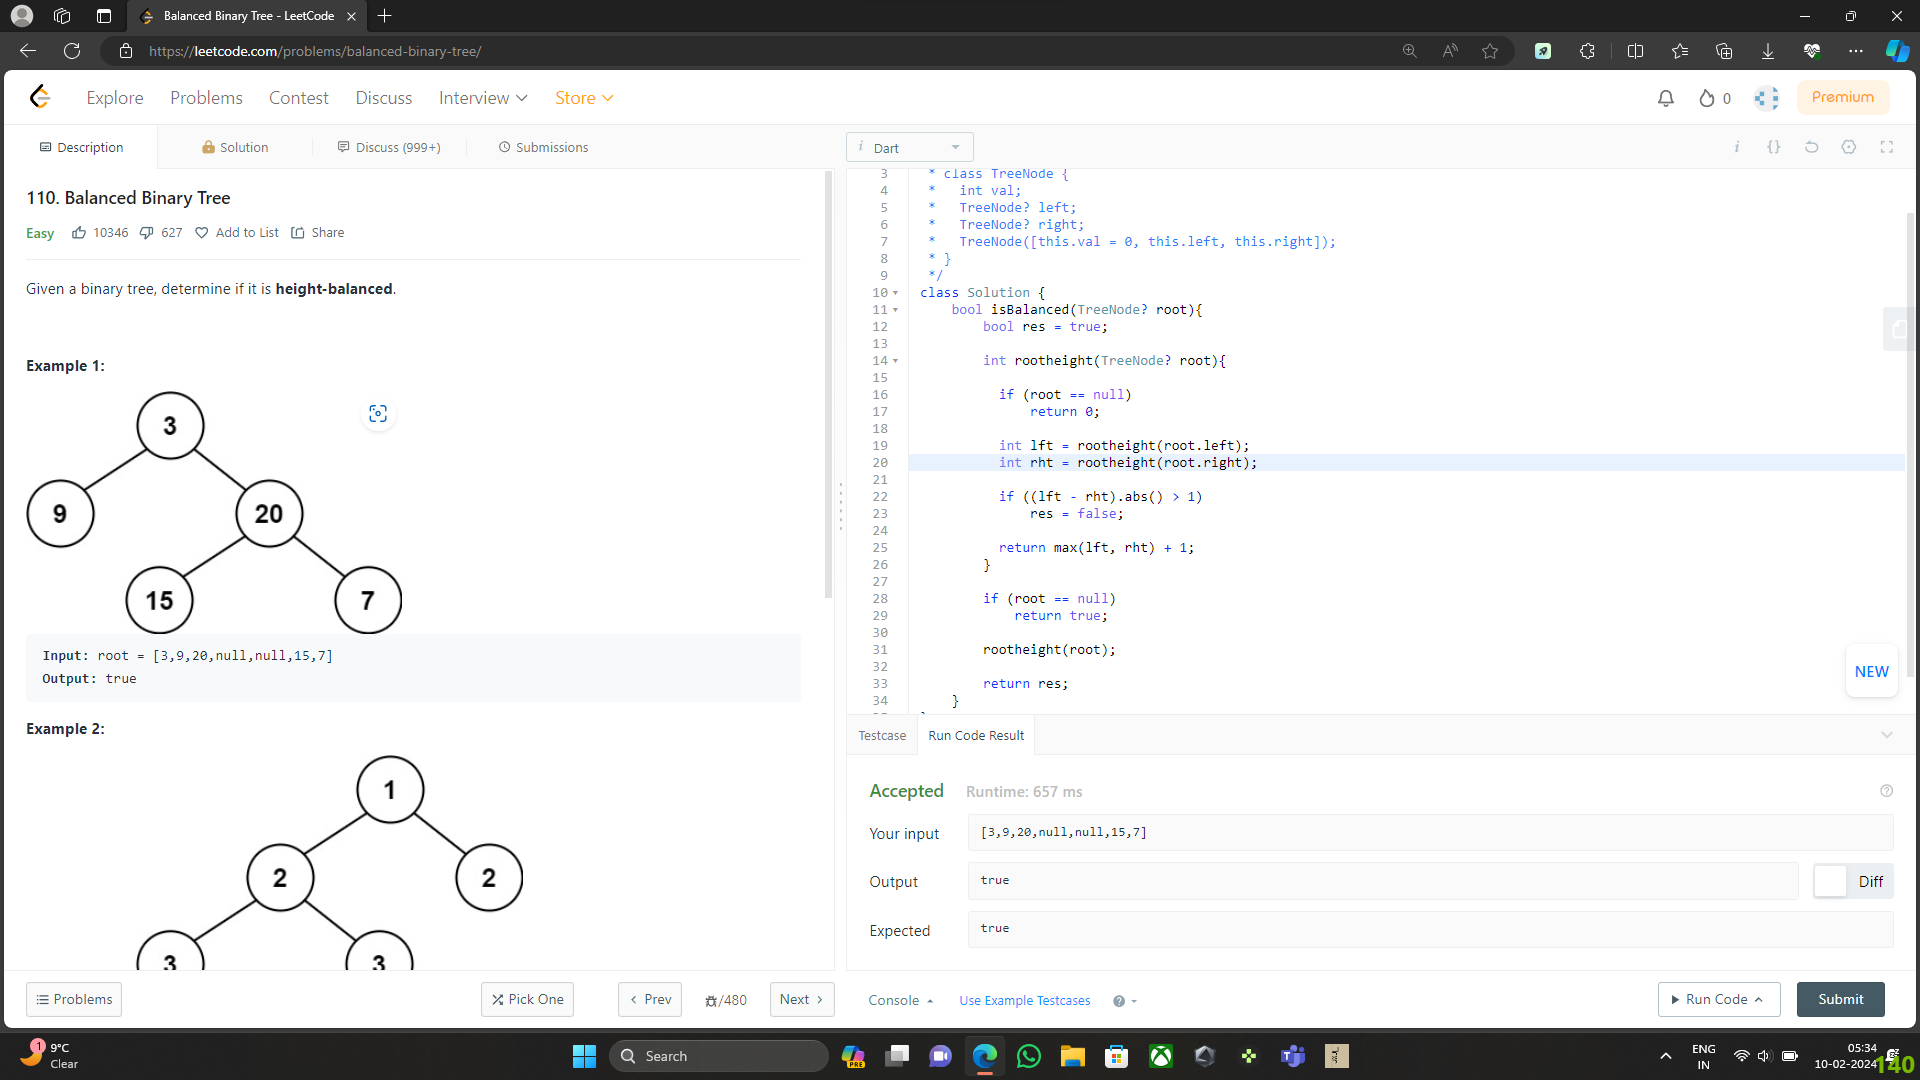 Balanced Binary Tree - LeetCode
https://leetcode.com/problems/balanced-binary-tree/
Explore Problems Contest Discuss Interview Store
0
Premium
Description
Solution
Discuss (999+)
Submissions
110. Balanced Binary Tree
Easy 10346 627 Add to List Share
Given a binary tree, determine if it is height-balanced.
Example 1:
3
9 20
15 7
Input: root = [3,9,20,null,null,15,7]
Output: true
Example 2:
1
2 2
3 3
Problems
Pick One
Prev
/480
Next
i Dart
i {}
3 * class TreeNode {
4 * int val;
5 * TreeNode? left;
6 * TreeNode? right;
7 * TreeNode([this.val = 0, this.left, this.right]);
8 * }
9 */
10 class Solution {
11 bool isBalanced(TreeNode? root){
12 bool res = true;
13
14 int rootheight(TreeNode? root){
15
16 if (root == null)
17 return 0;
18
19 int lft = rootheight(root.left);
20 int rht = rootheight(root.right);
21
22 if ((lft - rht).abs() > 1)
23 res = false;
24
25 return max(lft, rht) + 1;
26 }
27
28 if (root == null)
29 return true;
30
31 rootheight(root);
32
33 return res;
34 }
NEW
Testcase Run Code Result
Accepted Runtime: 657 ms
Your input [3,9,20,null,null,15,7]
Output true Diff
Expected true
Console Use Example Testcases
Run Code
Submit
1
9°C
Clear
Search
PRE
ENG
IN
05:34
10-02-2024
140